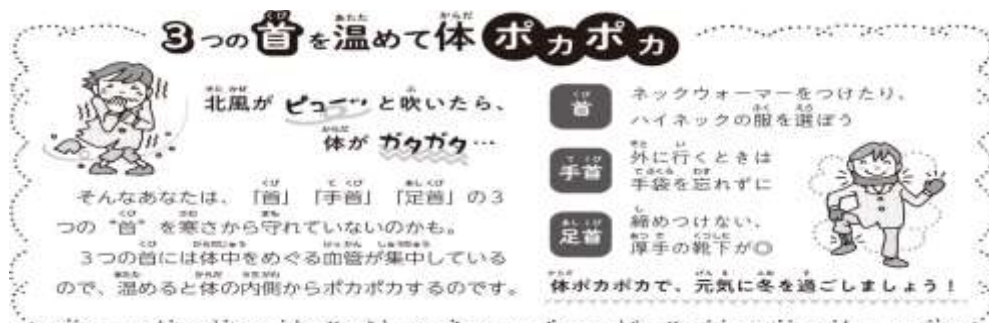 3つの首を温めて体ポカポカ
北風がピューッと吹いたら、
体がガタガタ…
そんなあなたは、「首」「手首」「足首」の3
つの“首”を寒さから守れていないのかも。
3つの首には体中をめぐる血管が集中している
ので、温めると体の内側からポカポカするのです。
首
ネックウォーマーをつけたり、
ハイネックの服を選ぼう
手首
外に行くときは
手袋を忘れずに
足首
締めつけない、
厚手の靴下が◎
体ポカポカで、元気に冬を過ごしましょう！